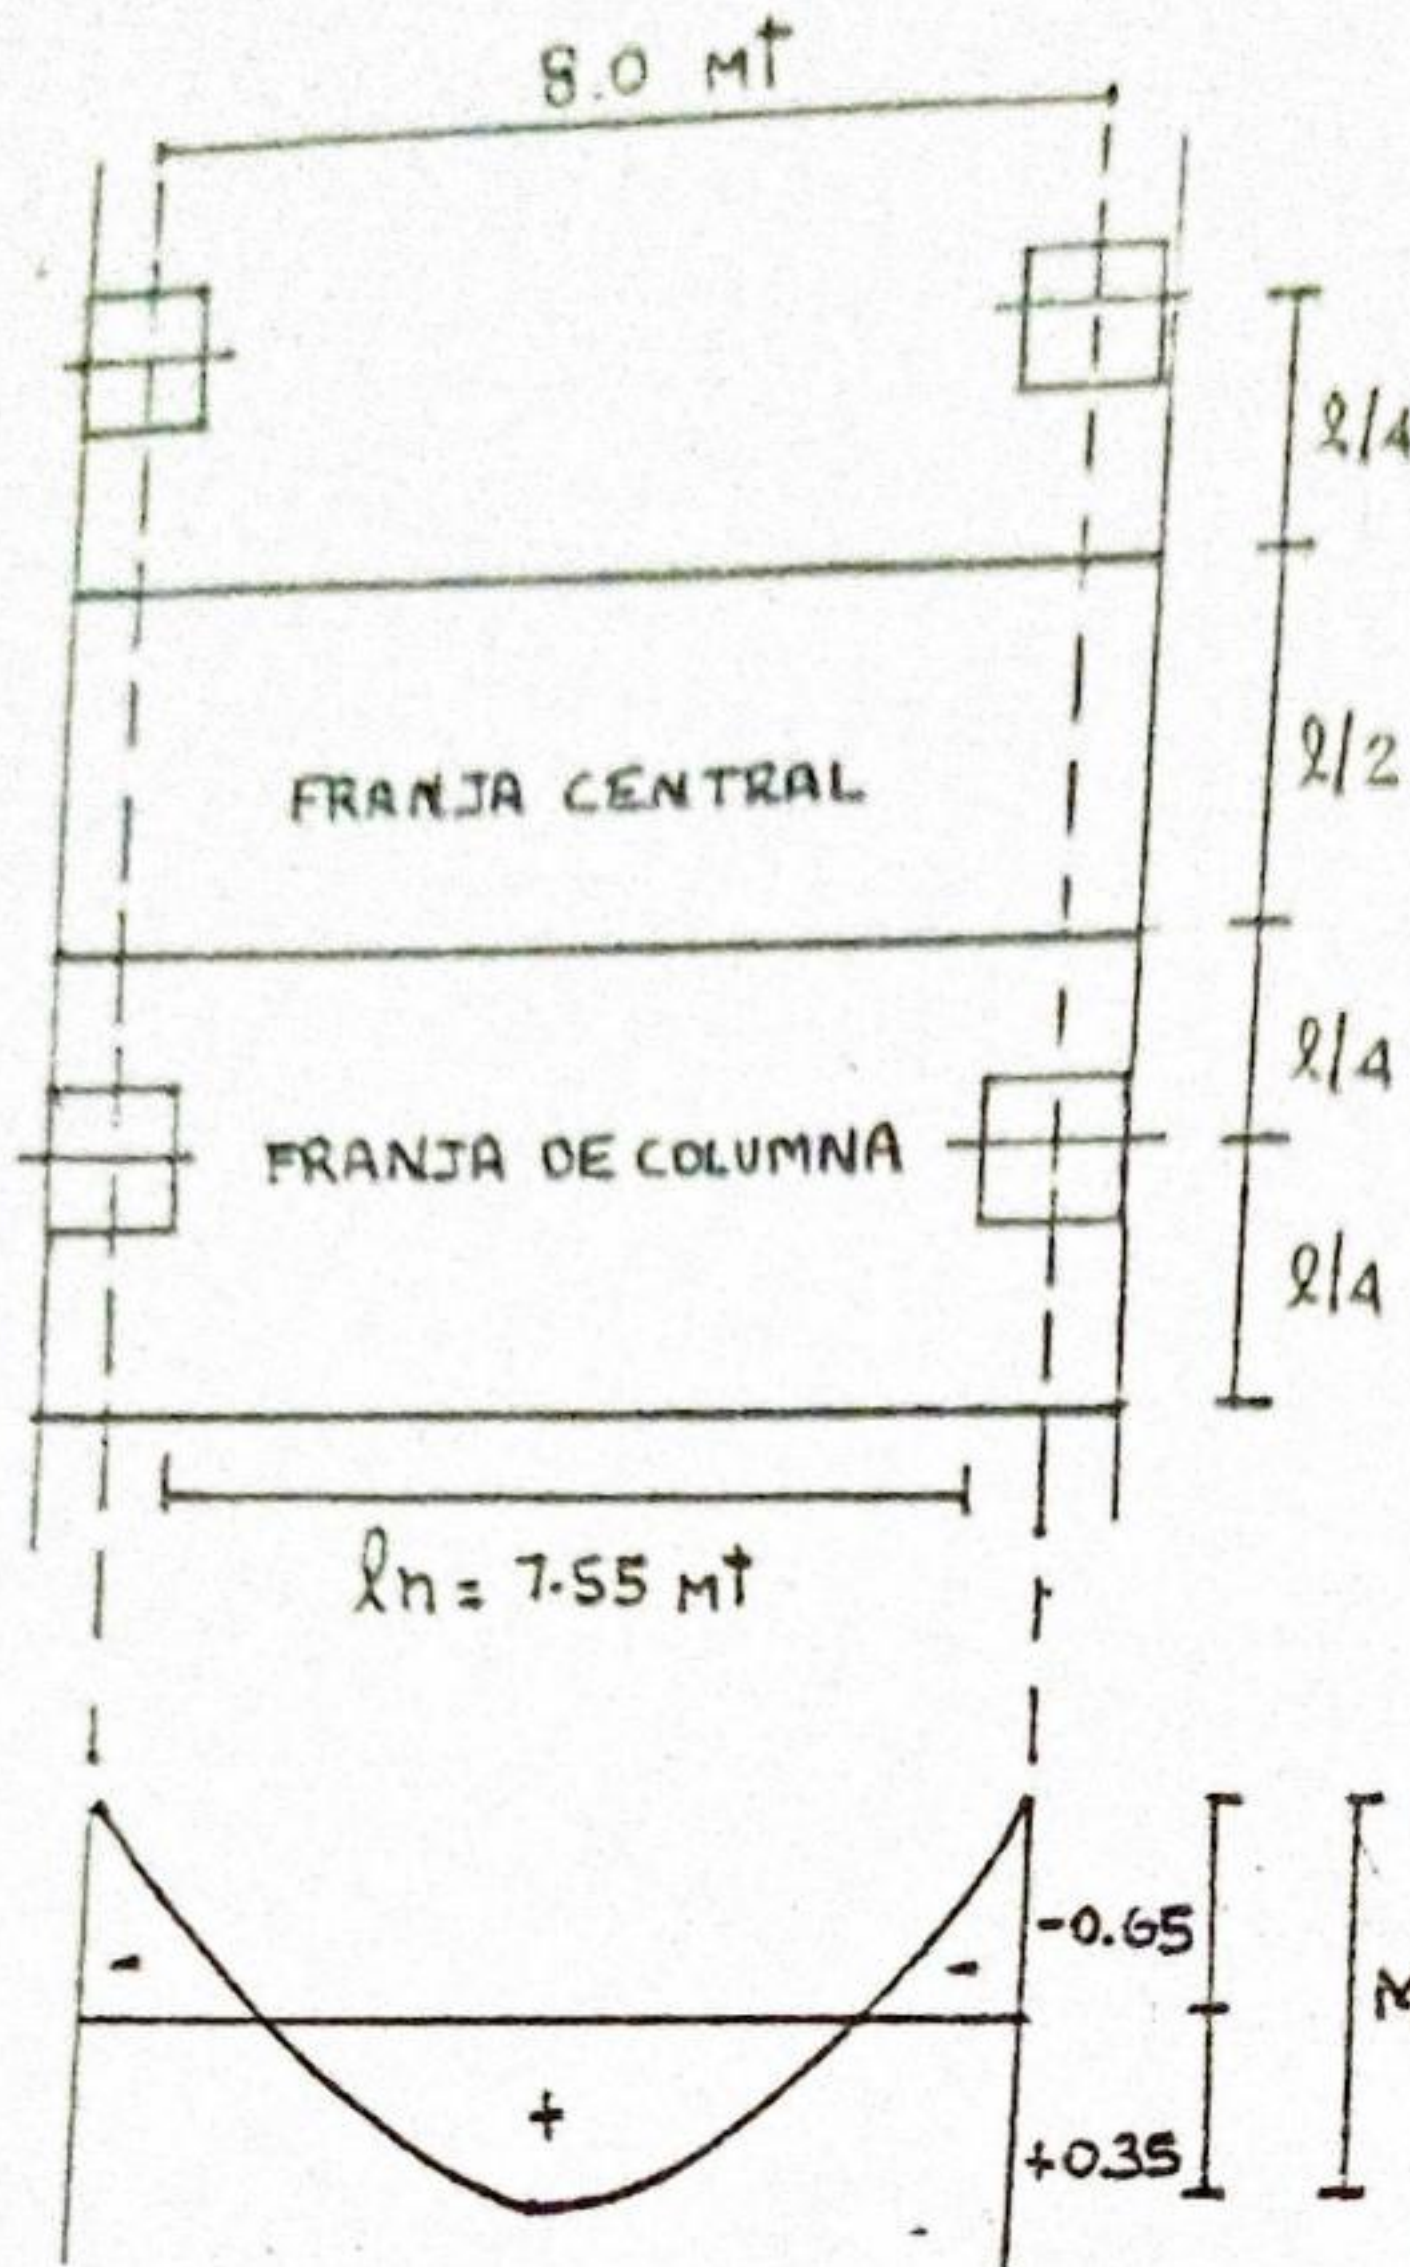 8.0 MT
l/4
l/2
FRANJA CENTRAL
l/4
FRANJA DE COLUMNA
l/4
ln = 7.55 MT
-0.65
-
-
+
+0.35